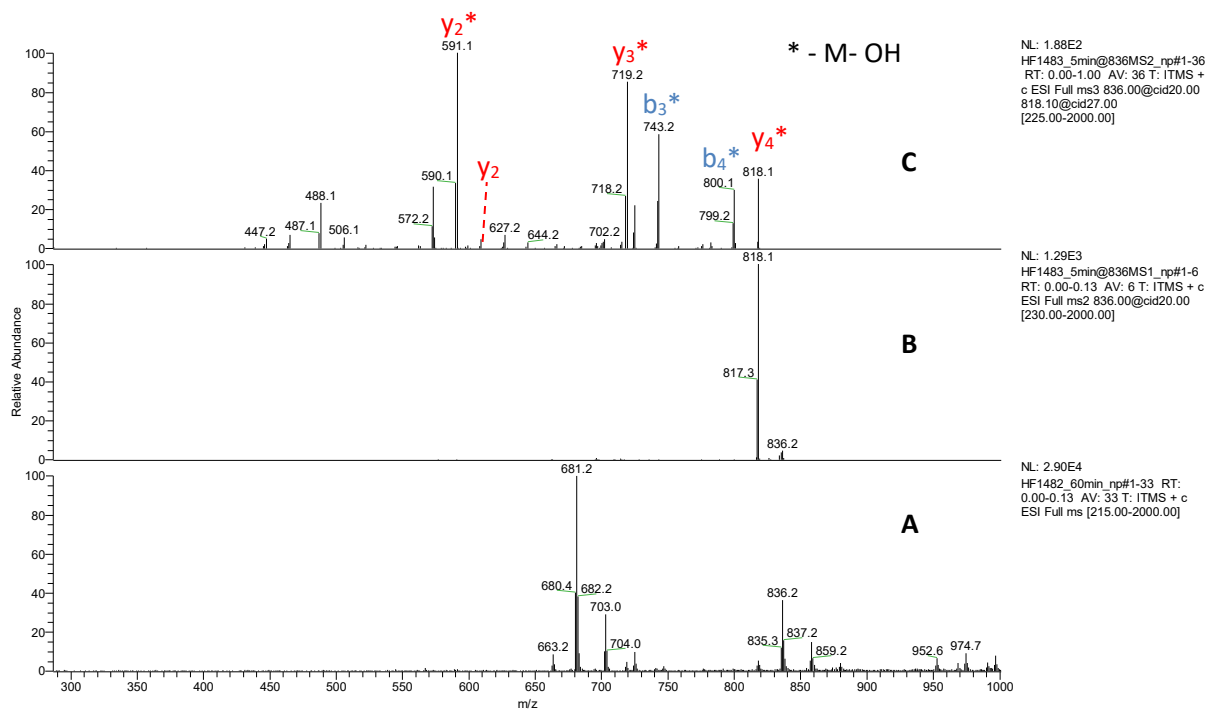 y2*
591.1
y3*
719.2
* - M- OH
b3*
743.2
y4*
b4*
818.1
800.1
C
y2
488.1
590.1
718.2
799.2
572.2
447.2
487.1
506.1
627.2
644.2
702.2
100
80
60
40
20
0
NL: 1.88E2
HF1483_5min@836MS2_np#1-36
RT: 0.00-1.00 AV: 36 T: ITMS +
c ESI Full ms3 836.00@cid20.00
818.10@cid27.00
[225.00-2000.00]
818.1
817.3
836.2
B
100
80
60
40
20
0
Relative Abundance
NL: 1.29E3
HF1483_5min@836MS1_np#1-6
RT: 0.00-0.13 AV: 6 T: ITMS + c
ESI Full ms2 836.00@cid20.00
[230.00-2000.00]
681.2
A
680.4
682.2
703.0
663.2
704.0
836.2
835.3
837.2
859.2
952.6
974.7
100
80
60
40
20
0
NL: 2.90E4
HF1482_60min_np#1-33 RT:
0.00-0.13 AV: 33 T: ITMS + c
ESI Full ms [215.00-2000.00]
300 350 400 450 500 550 600 650 700 750 800 850 900 950 1000
m/z